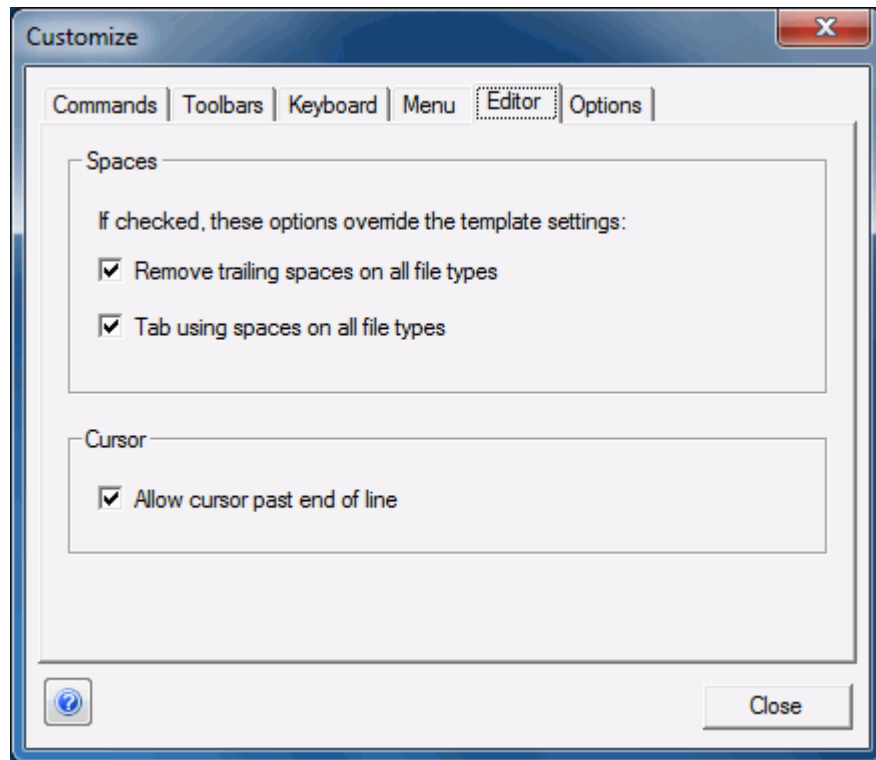 Customize
Commands Toolbars Keyboard Menu Editor Options
Spaces
If checked, these options override the template settings:
Remove trailing spaces on all file types
Tab using spaces on all file types
Cursor
Allow cursor past end of line
Close